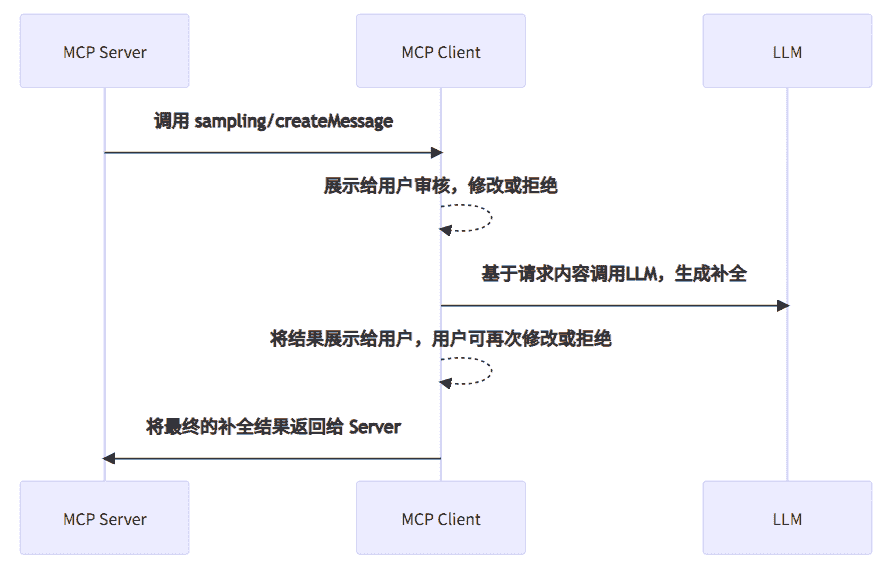 MCP Server
MCP Client
LLM
调用 sampling/createMessage
展示给用户审核，修改或拒绝
基于请求内容调用LLM，生成补全
将结果展示给用户，用户可再次修改或拒绝
将最终的补全结果返回给 Server
MCP Server
MCP Client
LLM